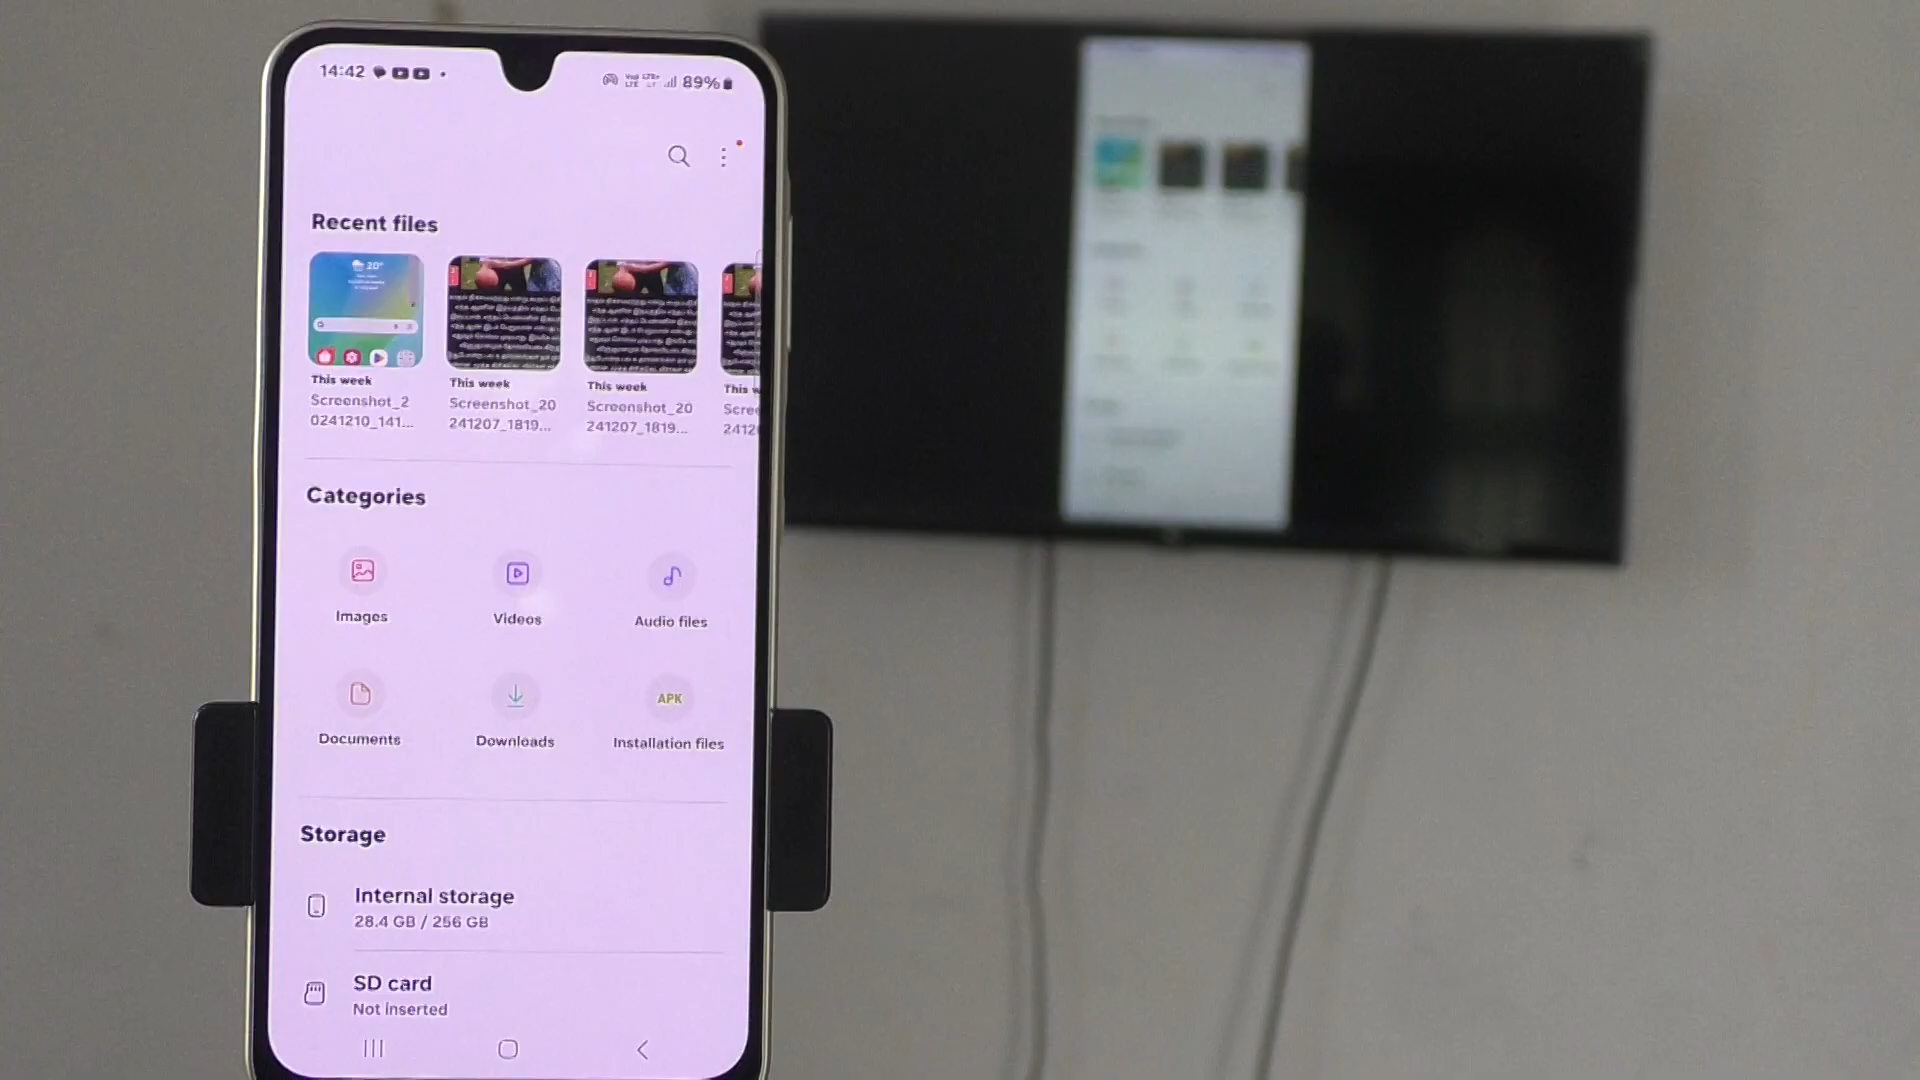 14:42
89%
Recent files
20°
This week
Screenshot_2
0241210_141...
This week
Screenshot_20
241207_1819...
This week
Screenshot_20
241207_1819...
This w
Scree
2412
Categories
Images
Videos
Audio files
Documents
APK
Downloads
Installation files
Storage
Internal storage
28.4 GB / 256 GB
SD card
Not inserted